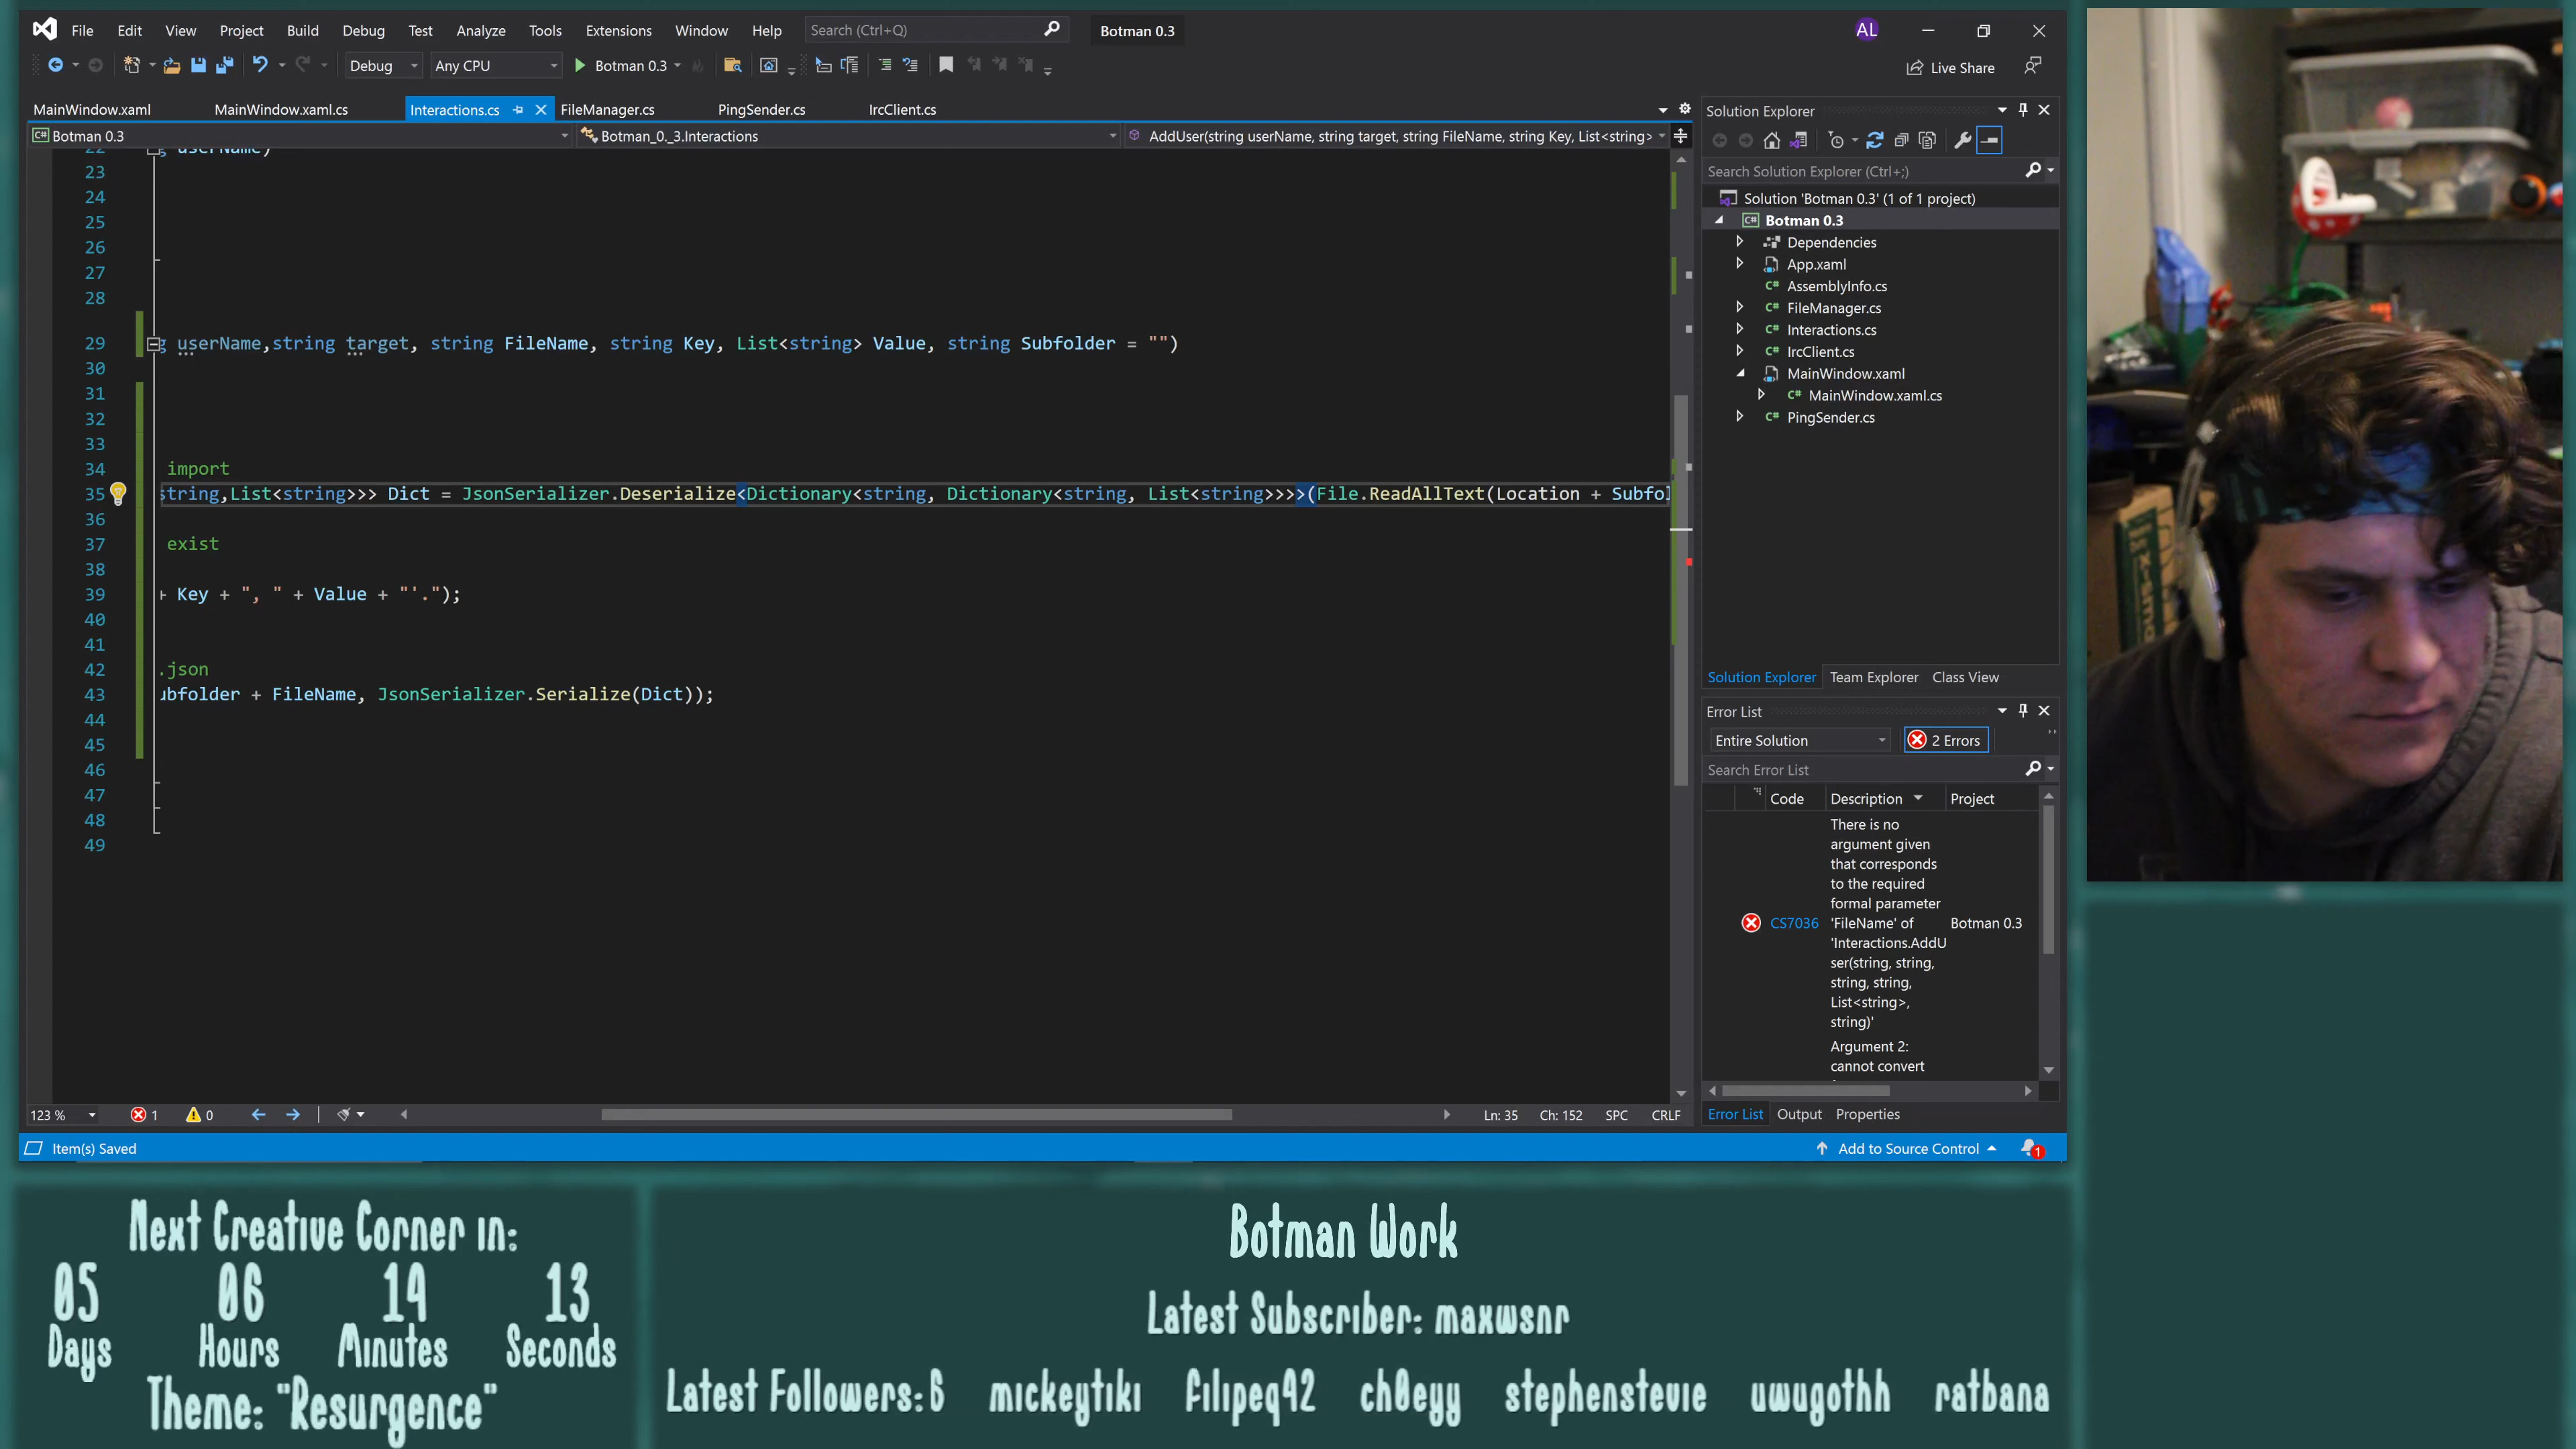 File Edit View Project Build Debug Test Analyze Tools Extensions Window Help Search (Ctrl+Q) Botman 0.3 AL
Debug Any CPU Botman 0.3 Live Share
MainWindow.xaml MainWindow.xaml.cs Interactions.cs FileManager.cs PingSender.cs IrcClient.cs
Botman 0.3 Botman_0._3.Interactions AddUser(string userName, string target, string FileName, string Key, List<string>
22 g userName)
23
24
25
26
27
28
29 g userName,string target, string FileName, string Key, List<string> Value, string Subfolder = "")
30
31
32
33
34 import
35 string,List<string>>> Dict = JsonSerializer.Deserialize<Dictionary<string, Dictionary<string, List<string>>>>(File.ReadAllText(Location + Subfol
36
37 exist
38
39 + Key + ", " + Value + "'.");
40
41
42 .json
43 ubfolder + FileName, JsonSerializer.Serialize(Dict));
44
45
46
47
48
49
123 % 1 0 Ln: 35 Ch: 152 SPC CRLF
Item(s) Saved Add to Source Control 1
Solution Explorer
Search Solution Explorer (Ctrl+;)
Solution 'Botman 0.3' (1 of 1 project)
C# Botman 0.3
Dependencies
App.xaml
C# AssemblyInfo.cs
C# FileManager.cs
C# Interactions.cs
C# IrcClient.cs
MainWindow.xaml
C# MainWindow.xaml.cs
C# PingSender.cs
Solution Explorer Team Explorer Class View
Error List
Entire Solution 2 Errors
Search Error List
Code Description Project
There is no
argument given
that corresponds
to the required
formal parameter
CS7036 'FileName' of Botman 0.3
'Interactions.AddU
ser(string, string,
string, string,
List<string>,
string)'
Argument 2:
cannot convert
Error List Output Properties
Next Creative Corner in:
05 06 14 13
Days Hours Minutes Seconds
Theme: "Resurgence"
Botman Work
Latest Subscriber: maxwsnr
Latest Followers: 6 mickeytiki filipeq92 ch0eyy stephenstevie uwugothh ratbana